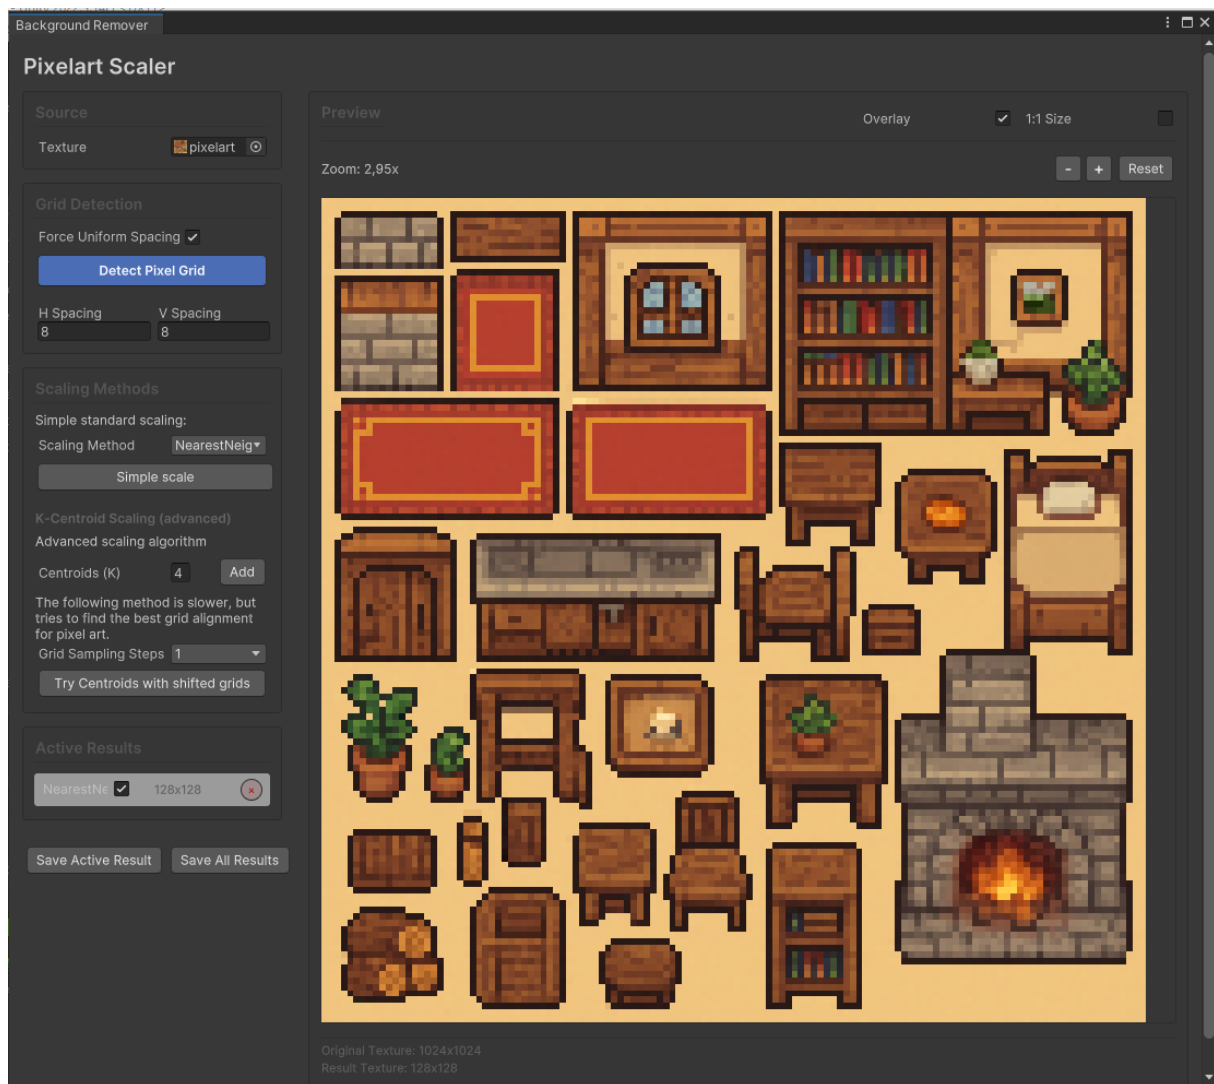 Background Remover
Pixelart Scaler
Source
Texture
pixelart
Grid Detection
Force Uniform Spacing
Detect Pixel Grid
H Spacing V Spacing
8 8
Scaling Methods
Simple standard scaling:
Scaling Method NearestNeig
Simple scale
K-Centroid Scaling (advanced)
Advanced scaling algorithm
Centroids (K) 4 Add
The following method is slower, but
tries to find the best grid alignment
for pixel art.
Grid Sampling Steps 1
Try Centroids with shifted grids
Active Results
NearestNe 128x128 x
Save Active Result Save All Results
Preview
Overlay 1:1 Size
Zoom: 2,95x
- + Reset
Original Texture: 1024x1024
Result Texture: 128x128